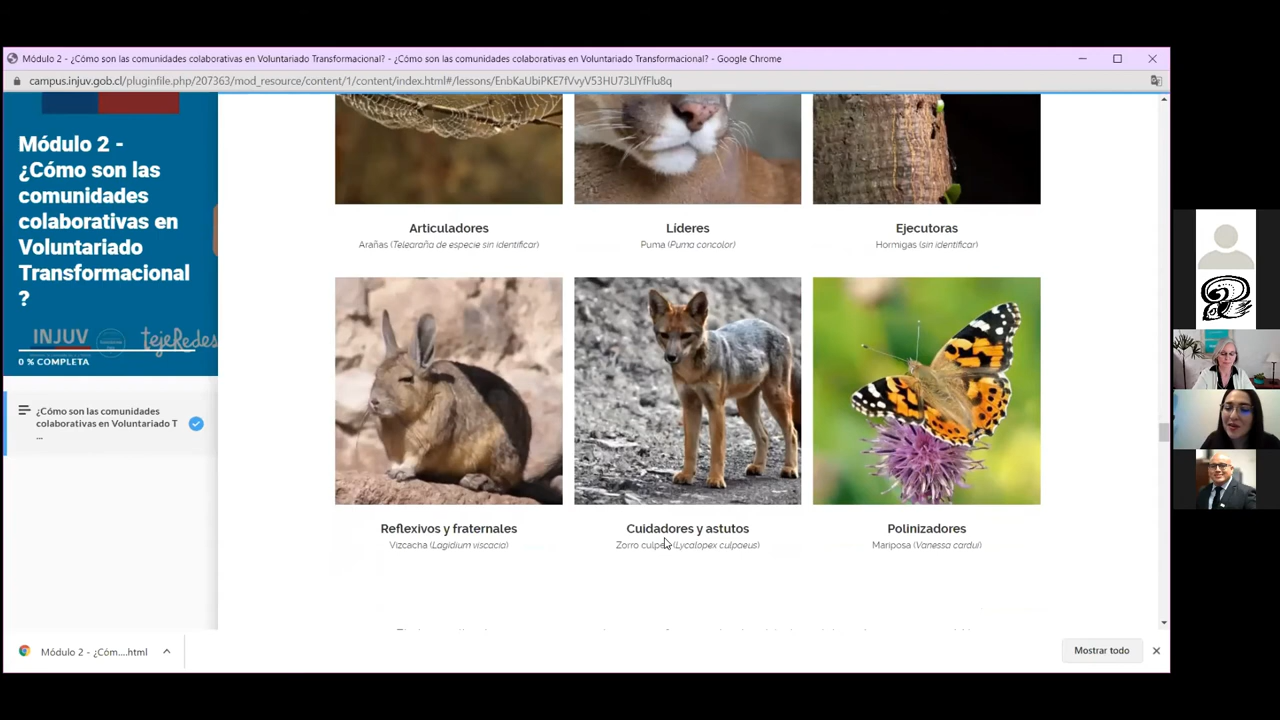 Módulo 2 - ¿Cómo son las comunidades colaborativas en Voluntariado Transformacional? - ¿Cómo son las comunidades colaborativas en Voluntariado Transformacional? - Google Chrome
campus.injuv.gob.cl/pluginfile.php/207363/mod_resource/content/1/content/index.html#/lessons/EnbKaUbiPKE7fVvyV53HU73LlYfFlu8q
Módulo 2 -
¿Cómo son las
comunidades
colaborativas en
Voluntariado
Transformacional
?
INJUV
tejeRedes
0 % COMPLETA
¿Cómo son las comunidades
colaborativas en Voluntariado T
...
Articuladores
Arañas (Telearaña de especie sin identificar)
Líderes
Puma (Puma concolor)
Ejecutoras
Hormigas (sin identificar)
Reflexivos y fraternales
Vizcacha (Lagidium viscacia)
Cuidadores y astutos
Zorro culpeo (Lycalopex culpaeus)
Polinizadores
Mariposa (Vanessa cardui)
Módulo 2 - ¿Cóm....html
Mostrar todo